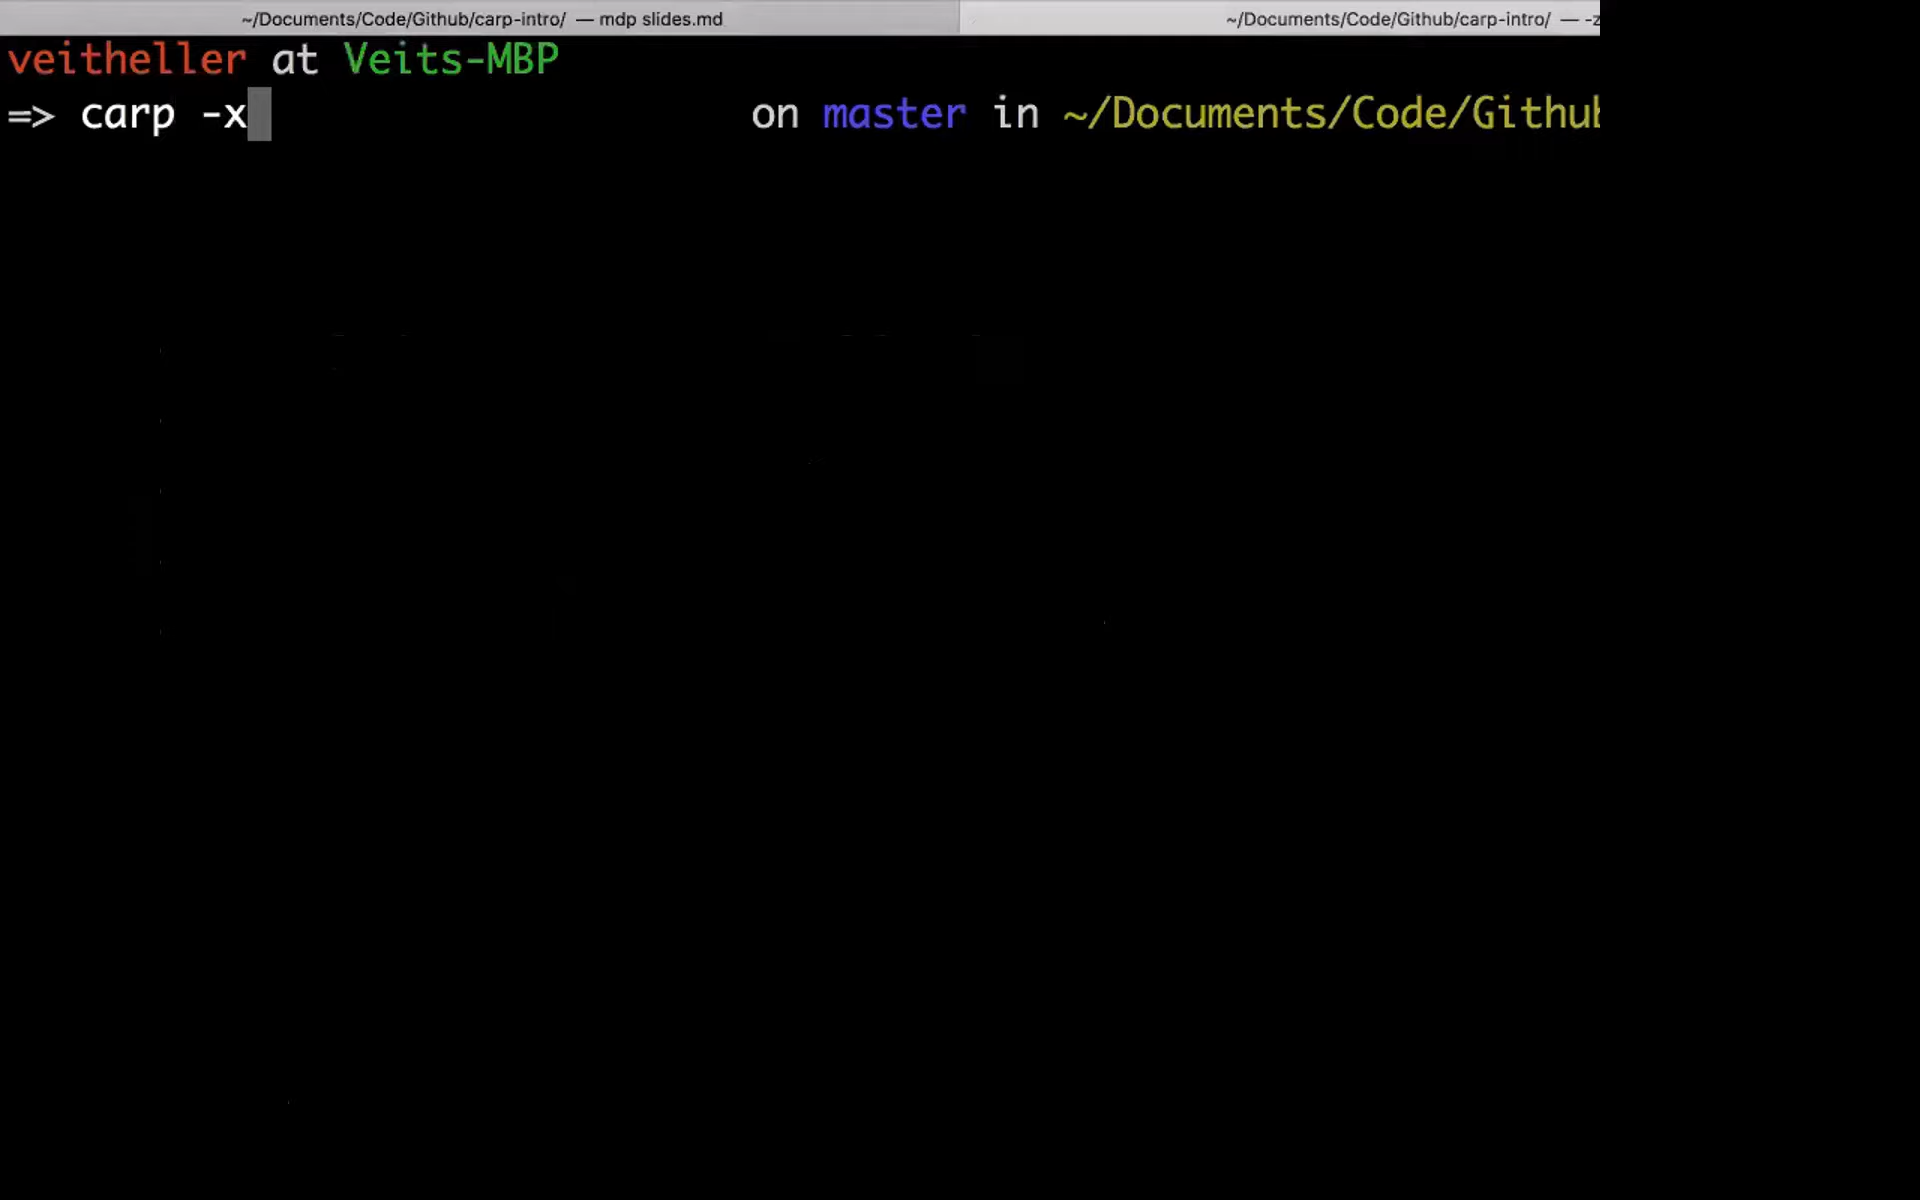 ~/Documents/Code/Github/carp-intro/ — mdp slides.md
~/Documents/Code/Github/carp-intro/ — -z
veitheller at Veits-MBP
=> carp -x on master in ~/Documents/Code/Github